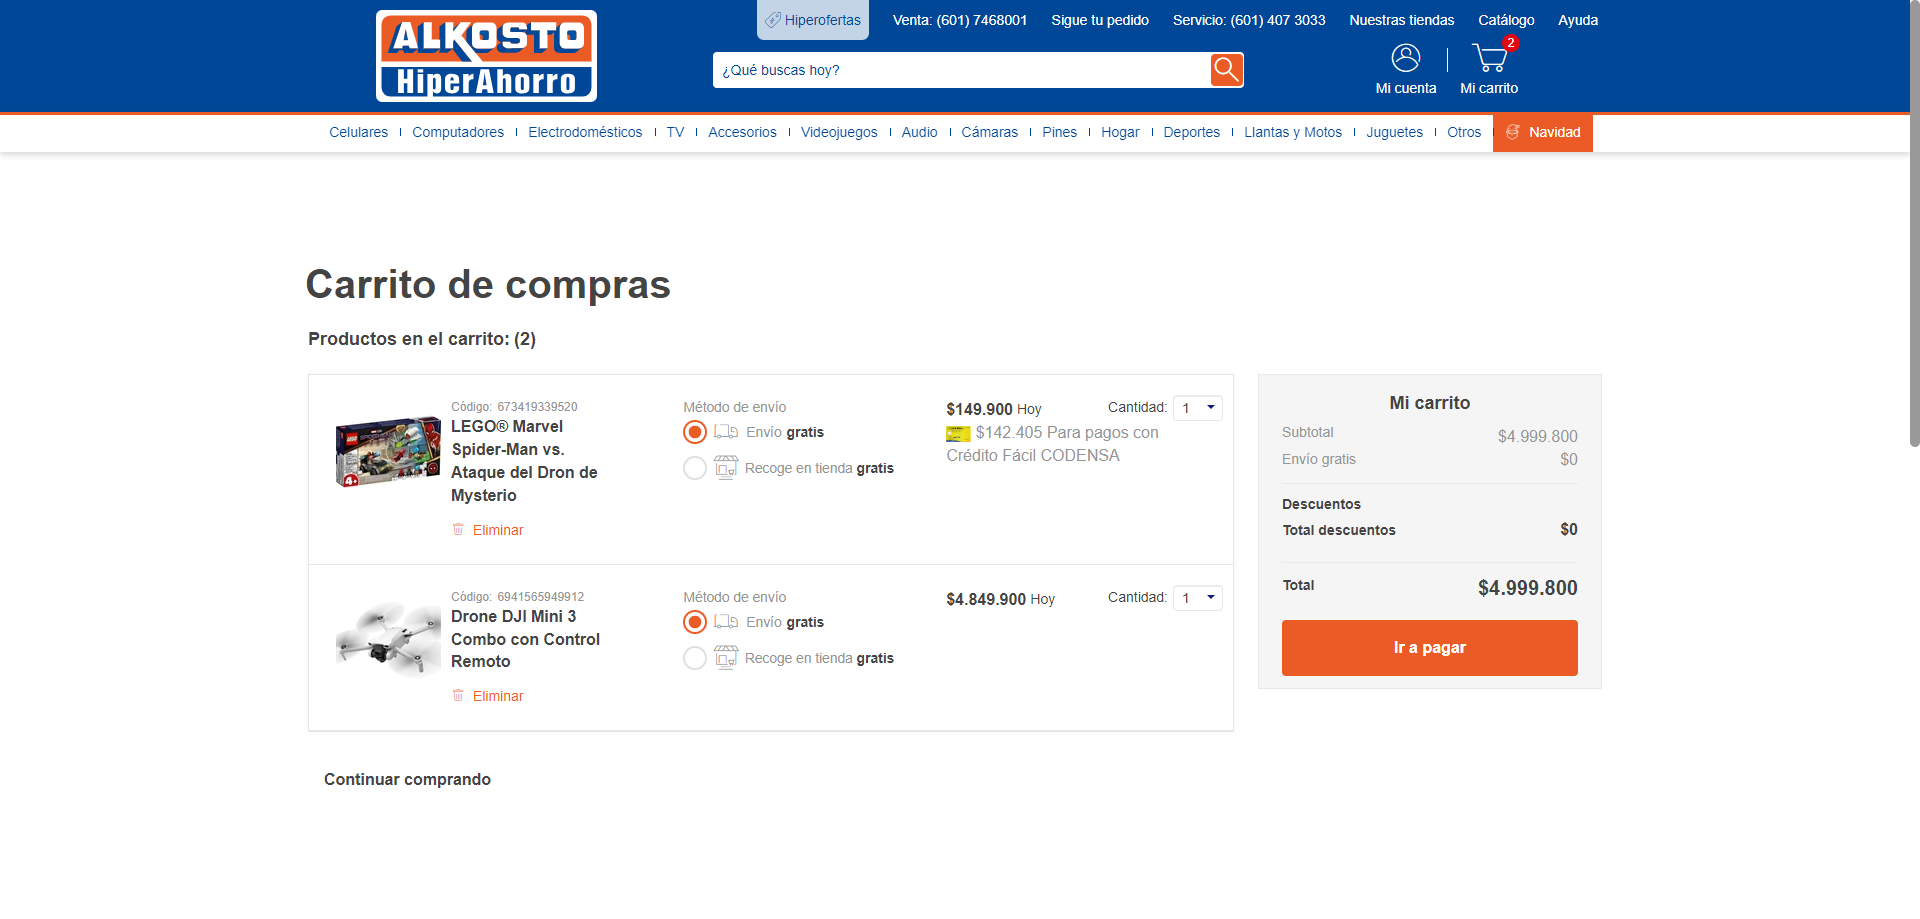 ALKOSTO
HiperAhorro
Hiperofertas
Venta: (601) 7468001
Sigue tu pedido
Servicio: (601) 407 3033
Nuestras tiendas
Catálogo
Ayuda
¿Qué buscas hoy?
Mi cuenta
2
Mi carrito
Celulares
Computadores
Electrodomésticos
TV
Accesorios
Videojuegos
Audio
Cámaras
Pines
Hogar
Deportes
Llantas y Motos
Juguetes
Otros
Navidad
Carrito de compras
Productos en el carrito: (2)
Código: 673419339520
LEGO® Marvel
Spider-Man vs.
Ataque del Dron de
Mysterio
Eliminar
Método de envío
Envío gratis
Recoge en tienda gratis
$149.900 Hoy
$142.405 Para pagos con
Crédito Fácil CODENSA
Cantidad: 1
Código: 6941565949912
Drone DJI Mini 3
Combo con Control
Remoto
Eliminar
Método de envío
Envío gratis
Recoge en tienda gratis
$4.849.900 Hoy
Cantidad: 1
Mi carrito
Subtotal $4.999.800
Envío gratis $0
Descuentos
Total descuentos $0
Total $4.999.800
Ir a pagar
Continuar comprando